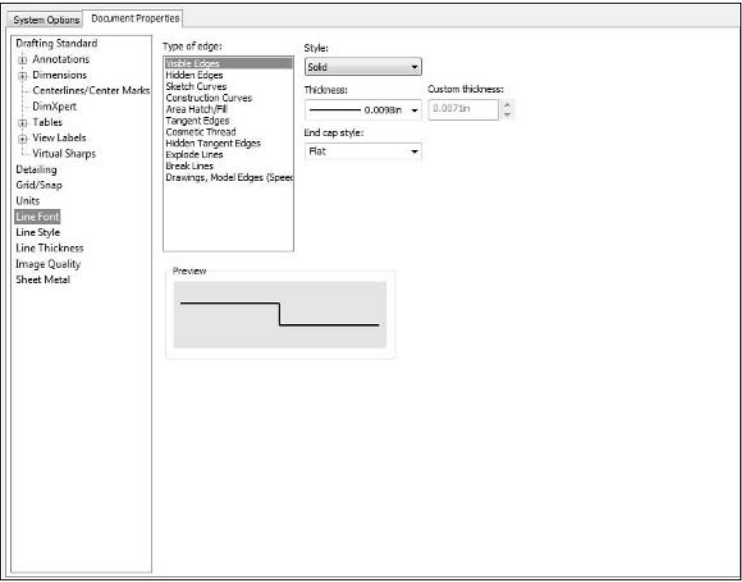 System Options
Document Properties
Drafting Standard
Annotations
Dimensions
Centerlines/Center Marks
DimXpert
Tables
View Labels
Virtual Sharps
Detailing
Grid/Snap
Units
Line Font
Line Style
Line Thickness
Image Quality
Sheet Metal
Type of edge:
Visible Edges
Hidden Edges
Sketch Curves
Construction Curves
Area Hatch/Fill
Tangent Edges
Cosmetic Thread
Hidden Tangent Edges
Explode Lines
Break Lines
Drawings, Model Edges (Speed
Style:
Solid
Thickness:
0.0098in
Custom thickness:
0.0071in
End cap style:
Flat
Preview